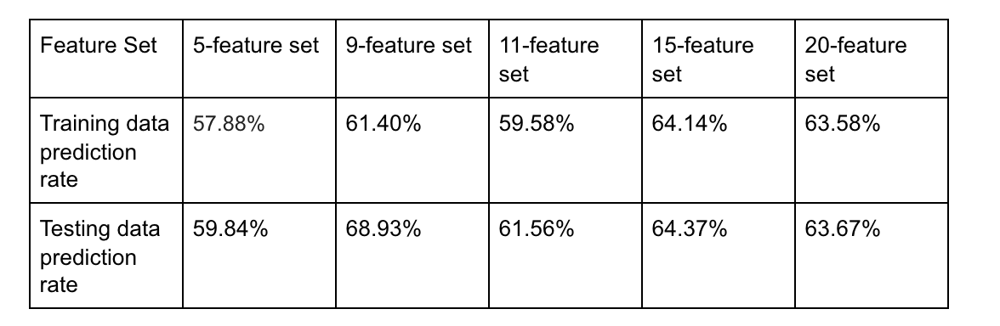 Feature Set 5-feature set 9-feature set 11-feature set 15-feature set 20-feature set
Training data prediction rate 57.88% 61.40% 59.58% 64.14% 63.58%
Testing data prediction rate 59.84% 68.93% 61.56% 64.37% 63.67%